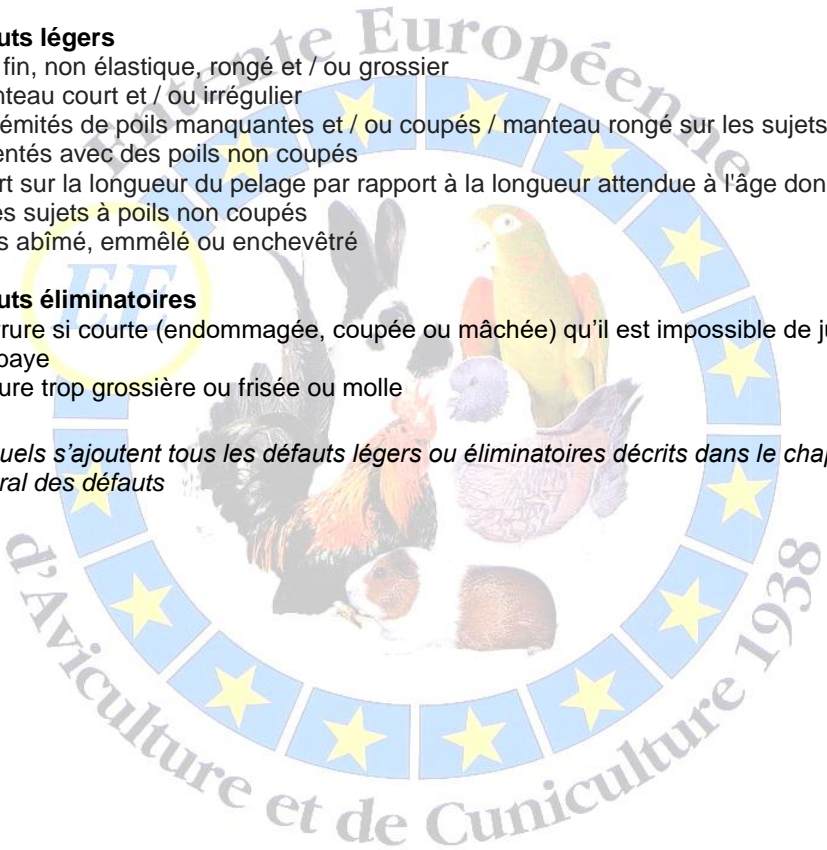 uts légers
fin, non élastique, rongé et / ou grossier
nteau court et / ou irrégulier
émités de poils manquantes et / ou coupés / manteau rongé sur les sujets
entés avec des poils non coupés
rt sur la longueur du pelage par rapport à la longueur attendue à l'âge don
es sujets à poils non coupés
s abîmé, emmêlé ou enchevêtré
uts éliminatoires
rrure si courte (endommagée, coupée ou mâchée) qu'il est impossible de ju
baye
ure trop grossière ou frisée ou molle
uels s’ajoutent tous les défauts légers ou éliminatoires décrits dans le chap
ral des défauts
Entente Européenne
EE
d'Aviculture et de Cuniculture 1938